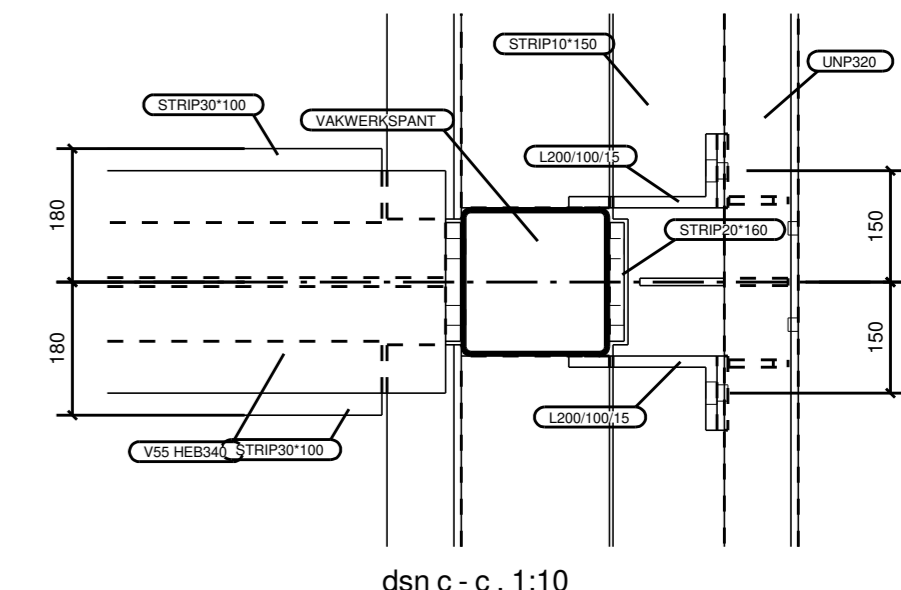 STRIP10*150
UNP320
STRIP30*100
VAKWERKSPANT
L200/100/15
180
150
STRIP20*160
180
150
L200/100/15
V55 HEB340
STRIP30*100
dsn c - c , 1:10